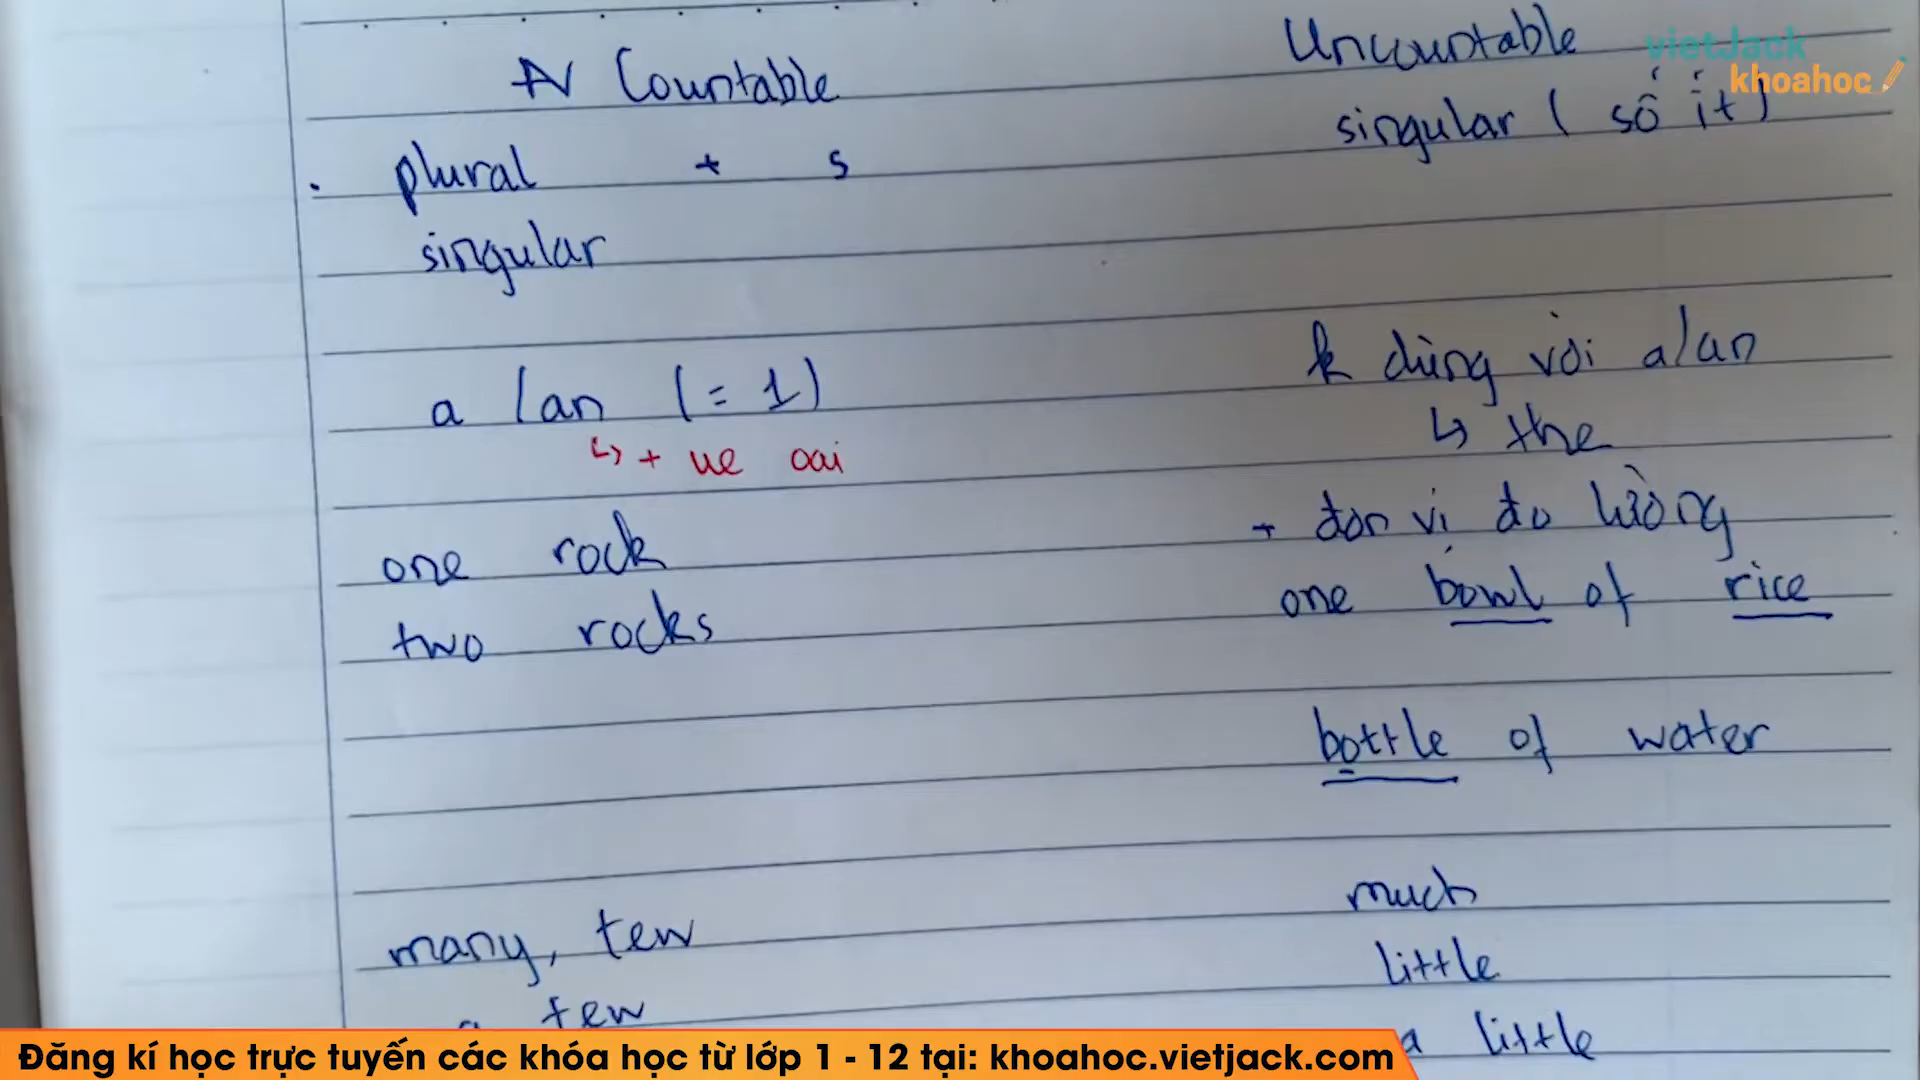 N Countable
Uncountable
vietJack
khoahoc
singular ( số ít )
. plural + s
singular
k dùng với a/an
a / an ( = 1 )
↳ the
↳ + ue oai
+ đơn vị đo lường
one rock
one bowl of rice
two rocks
bottle of water
much
many, few
little
a few
a little
Đăng kí học trực tuyến các khóa học từ lớp 1 - 12 tại: khoahoc.vietjack.com